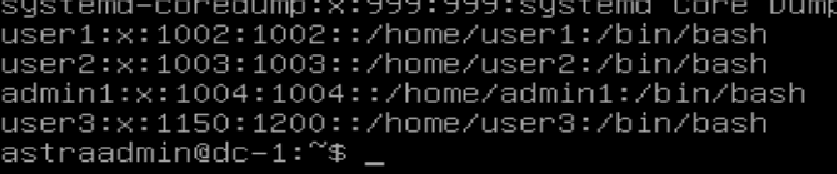 systemd-coredump:x:999:999:systemd Core Dump
user1:x:1002:1002::/home/user1:/bin/bash
user2:x:1003:1003::/home/user2:/bin/bash
admin1:x:1004:1004::/home/admin1:/bin/bash
user3:x:1150:1200::/home/user3:/bin/bash
astraadmin@dc-1:~$ _